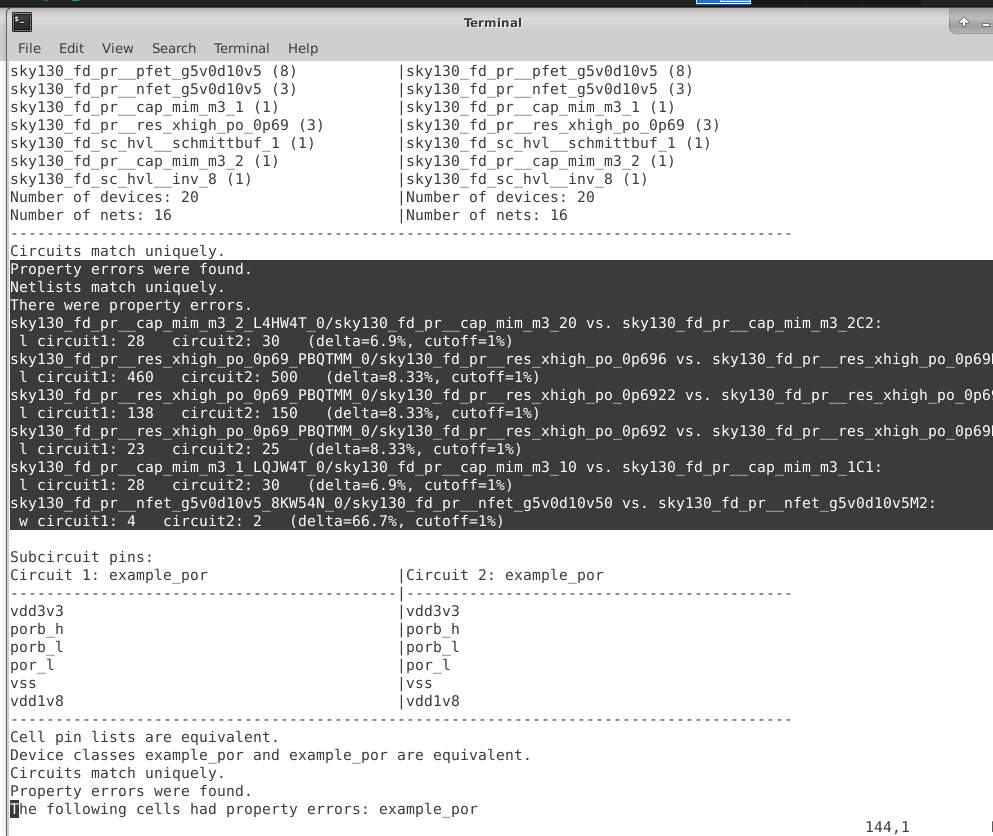 Terminal
File Edit View Search Terminal Help
sky130_fd_pr__pfet_g5v0d10v5 (8) |sky130_fd_pr__pfet_g5v0d10v5 (8)
sky130_fd_pr__nfet_g5v0d10v5 (3) |sky130_fd_pr__nfet_g5v0d10v5 (3)
sky130_fd_pr__cap_mim_m3_1 (1) |sky130_fd_pr__cap_mim_m3_1 (1)
sky130_fd_pr__res_xhigh_po_0p69 (3) |sky130_fd_pr__res_xhigh_po_0p69 (3)
sky130_fd_sc_hvl__schmittbuf_1 (1) |sky130_fd_sc_hvl__schmittbuf_1 (1)
sky130_fd_pr__cap_mim_m3_2 (1) |sky130_fd_pr__cap_mim_m3_2 (1)
sky130_fd_sc_hvl__inv_8 (1) |sky130_fd_sc_hvl__inv_8 (1)
Number of devices: 20 |Number of devices: 20
Number of nets: 16 |Number of nets: 16
---------------------------------------------------------------------------------------
Circuits match uniquely.
Property errors were found.
Netlists match uniquely.
There were property errors.
sky130_fd_pr__cap_mim_m3_2_L4HW4T_0/sky130_fd_pr__cap_mim_m3_20 vs. sky130_fd_pr__cap_mim_m3_2C2:
l circuit1: 28 circuit2: 30 (delta=6.9%, cutoff=1%)
sky130_fd_pr__res_xhigh_po_0p69_PBQTMM_0/sky130_fd_pr__res_xhigh_po_0p696 vs. sky130_fd_pr__res_xhigh_po_0p69
l circuit1: 460 circuit2: 500 (delta=8.33%, cutoff=1%)
sky130_fd_pr__res_xhigh_po_0p69_PBQTMM_0/sky130_fd_pr__res_xhigh_po_0p6922 vs. sky130_fd_pr__res_xhigh_po_0p6
l circuit1: 138 circuit2: 150 (delta=8.33%, cutoff=1%)
sky130_fd_pr__res_xhigh_po_0p69_PBQTMM_0/sky130_fd_pr__res_xhigh_po_0p692 vs. sky130_fd_pr__res_xhigh_po_0p69
l circuit1: 23 circuit2: 25 (delta=8.33%, cutoff=1%)
sky130_fd_pr__cap_mim_m3_1_LQJW4T_0/sky130_fd_pr__cap_mim_m3_10 vs. sky130_fd_pr__cap_mim_m3_1C1:
l circuit1: 28 circuit2: 30 (delta=6.9%, cutoff=1%)
sky130_fd_pr__nfet_g5v0d10v5_8KW54N_0/sky130_fd_pr__nfet_g5v0d10v50 vs. sky130_fd_pr__nfet_g5v0d10v5M2:
w circuit1: 4 circuit2: 2 (delta=66.7%, cutoff=1%)
Subcircuit pins:
Circuit 1: example_por |Circuit 2: example_por
-------------------------------------------|-------------------------------------------
vdd3v3 |vdd3v3
porb_h |porb_h
porb_l |porb_l
por_l |por_l
vss |vss
vdd1v8 |vdd1v8
---------------------------------------------------------------------------------------
Cell pin lists are equivalent.
Device classes example_por and example_por are equivalent.
Circuits match uniquely.
Property errors were found.
The following cells had property errors: example_por
144,1